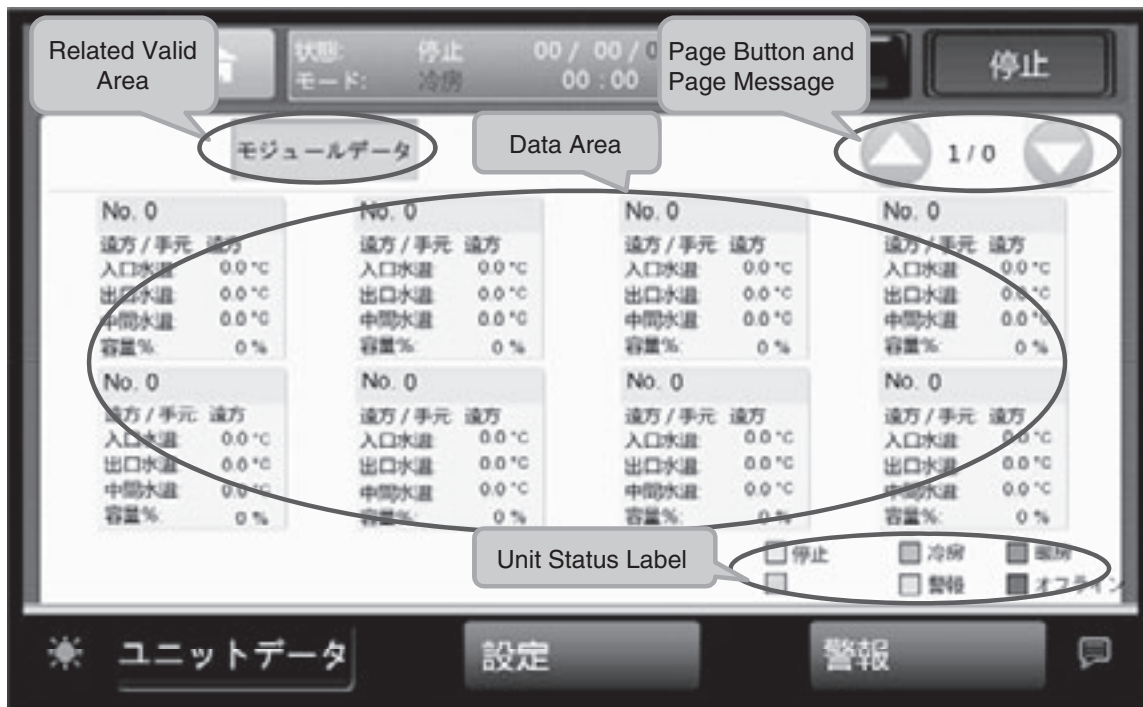 Related Valid
Area
状態: 停止 00 / 00 / 0
モード: 冷房 00 : 00
Page Button and
Page Message
停止
モジュールデータ
Data Area
1 / 0
No. 0 No. 0 No. 0 No. 0
遠方 / 手元 遠方 遠方 / 手元 遠方 遠方 / 手元 遠方 遠方 / 手元 遠方
入口水温 0.0 °C 入口水温 0.0 °C 入口水温 0.0 °C 入口水温 0.0 °C
出口水温 0.0 °C 出口水温 0.0 °C 出口水温 0.0 °C 出口水温 0.0 °C
中間水温 0.0 °C 中間水温 0.0 °C 中間水温 0.0 °C 中間水温 0.0 °C
容量%: 0 % 容量%: 0 % 容量%: 0 % 容量%: 0 %
No. 0 No. 0 No. 0 No. 0
遠方 / 手元 遠方 遠方 / 手元 遠方 遠方 / 手元 遠方 遠方 / 手元 遠方
入口水温 0.0 °C 入口水温 0.0 °C 入口水温 0.0 °C 入口水温 0.0 °C
出口水温 0.0 °C 出口水温 0.0 °C 出口水温 0.0 °C 出口水温 0.0 °C
中間水温 0.0 °C 中間水温 0.0 °C 中間水温 0.0 °C 中間水温 0.0 °C
容量%: 0 % 容量%: 0 % 容量%: 0 % 容量%: 0 %
Unit Status Label
停止 冷房 暖房
警報 オフライン
ユニットデータ 設定 警報